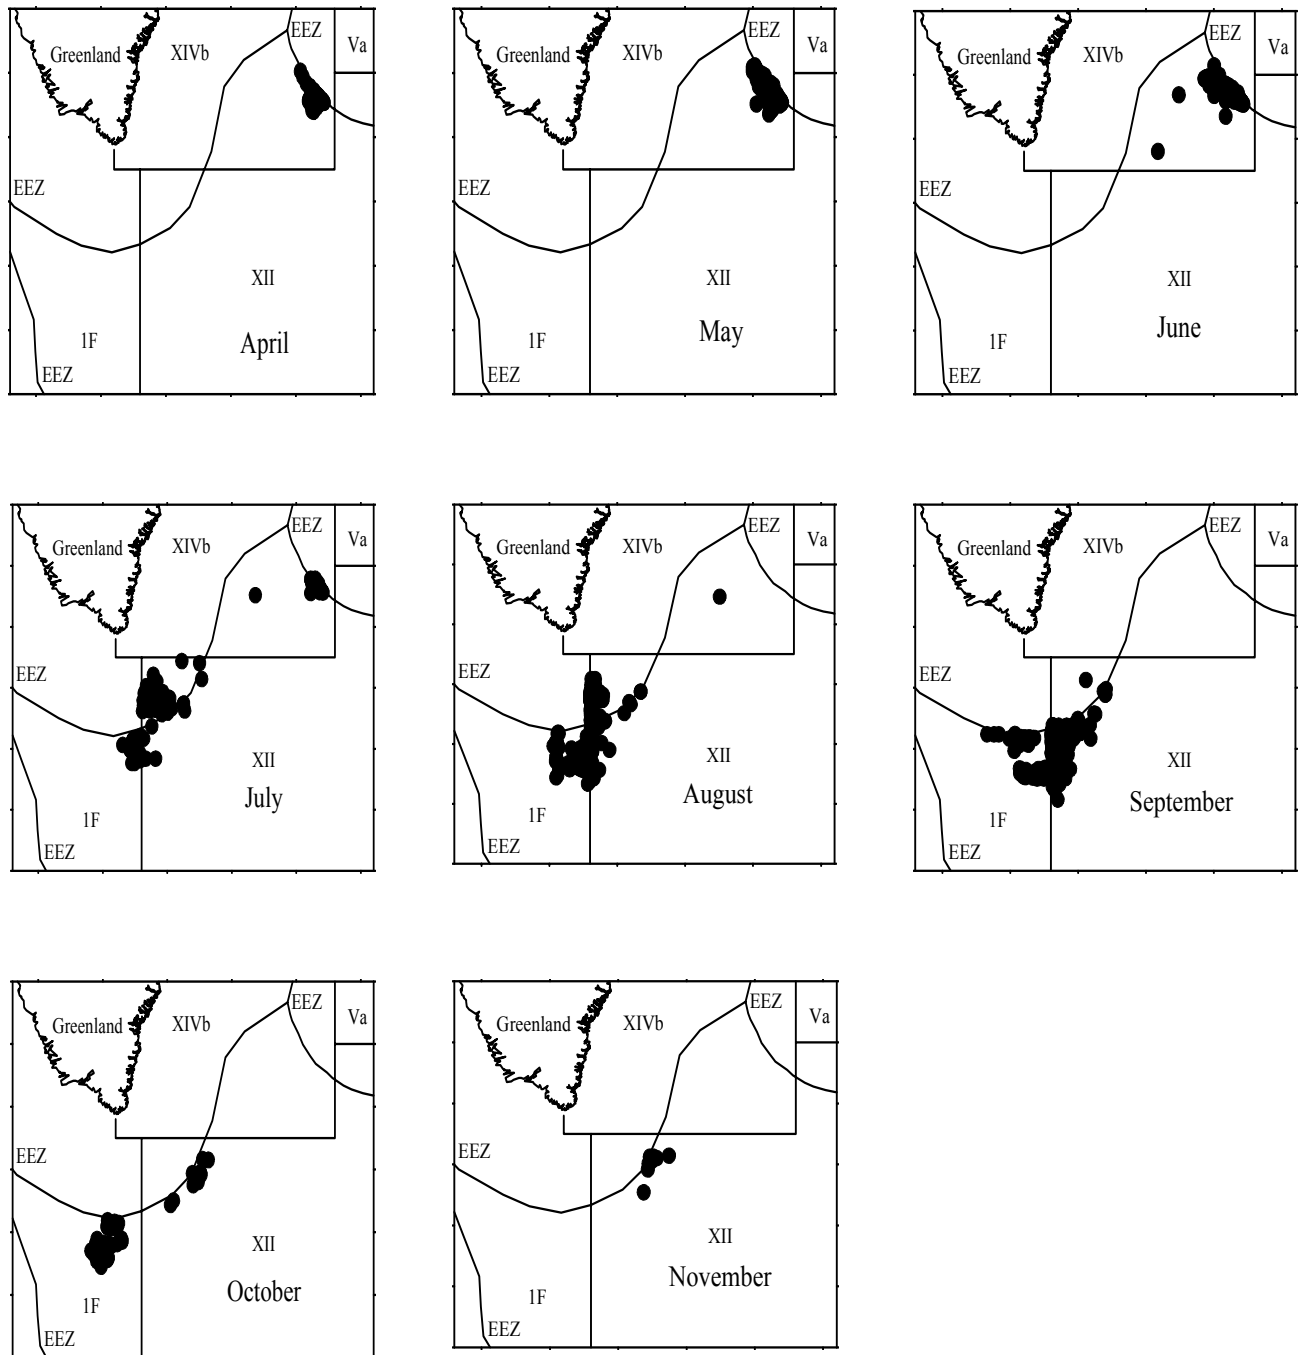 Greenland XIVb EEZ Va
EEZ
XII
1F April
EEZ
Greenland XIVb EEZ Va
EEZ
XII
1F May
EEZ
Greenland XIVb EEZ Va
EEZ
XII
1F June
EEZ
Greenland XIVb EEZ Va
EEZ
XII
July
1F
EEZ
Greenland XIVb EEZ Va
EEZ
XII
August
1F
EEZ
Greenland XIVb EEZ Va
EEZ
XII
September
1F
EEZ
Greenland XIVb EEZ Va
EEZ
XII
October
1F
EEZ
Greenland XIVb EEZ Va
EEZ
XII
November
1F
EEZ